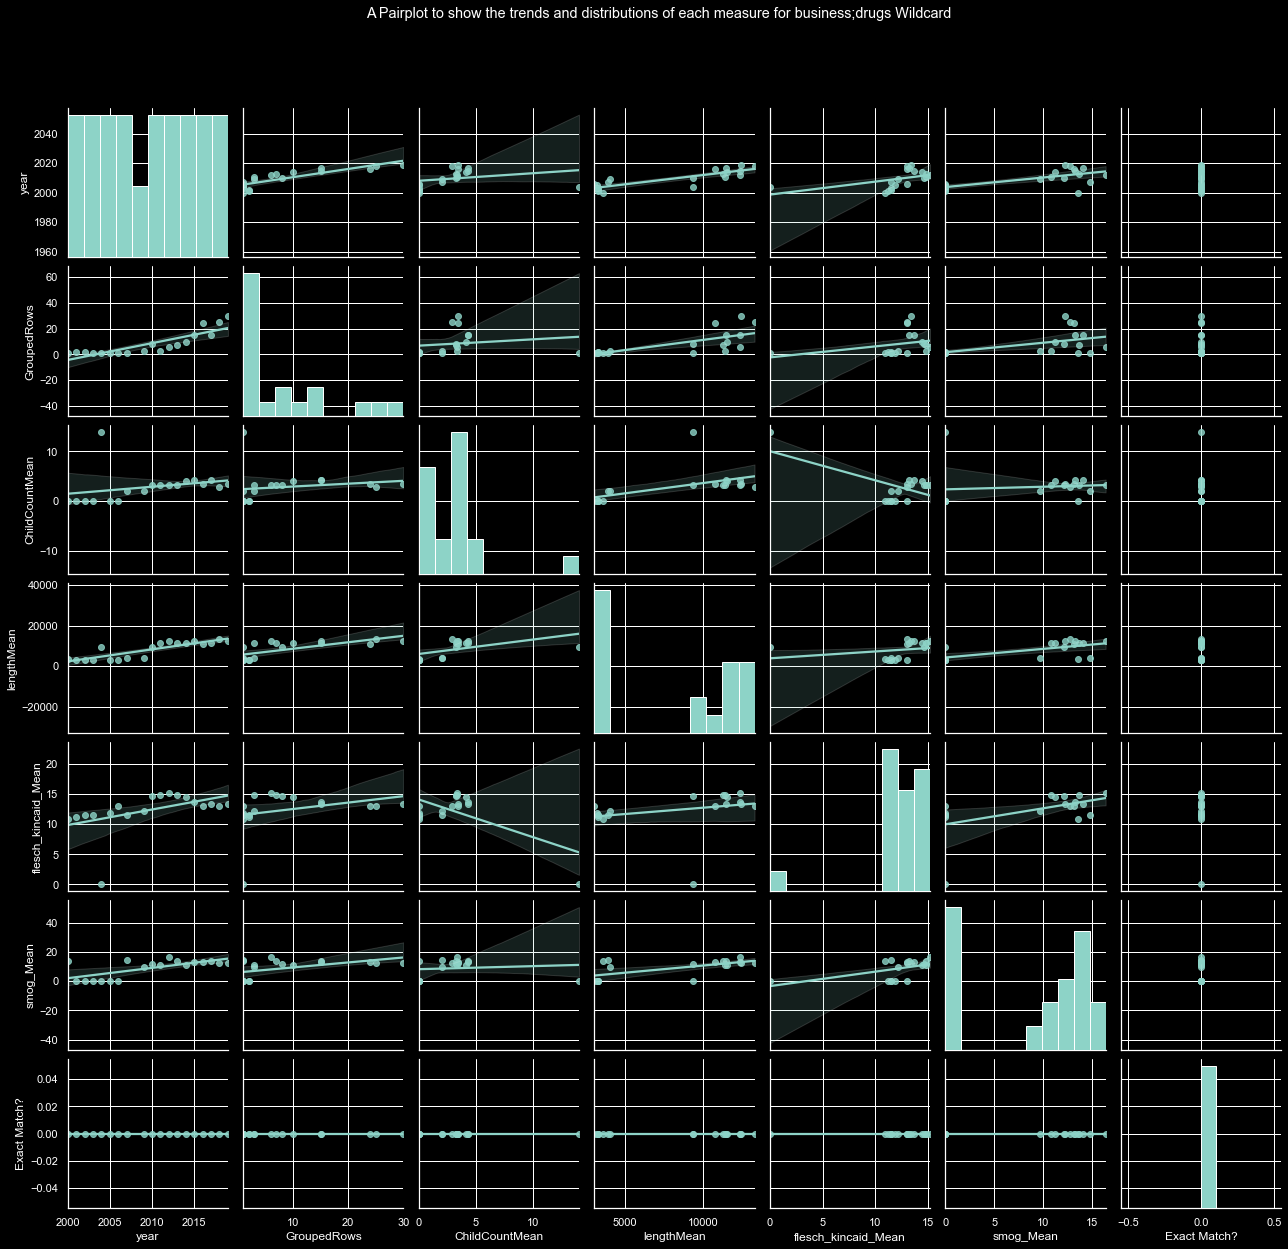 A Pairplot to show the trends and distributions of each measure for business;drugs Wildcard
2040
2020
2000
1980
1960
year
60
40
20
0
−20
−40
GroupedRows
10
0
−10
ChildCountMean
40000
20000
0
−20000
lengthMean
20
15
10
5
0
flesch_kincaid_Mean
40
20
0
−20
−40
smog_Mean
0.04
0.02
0.00
−0.02
−0.04
Exact Match?
2000 2005 2010 2015
10 20 30
0 5 10
5000 10000
0 5 10 15
0 5 10 15
−0.5 0.0 0.5
year GroupedRows ChildCountMean lengthMean flesch_kincaid_Mean smog_Mean Exact Match?